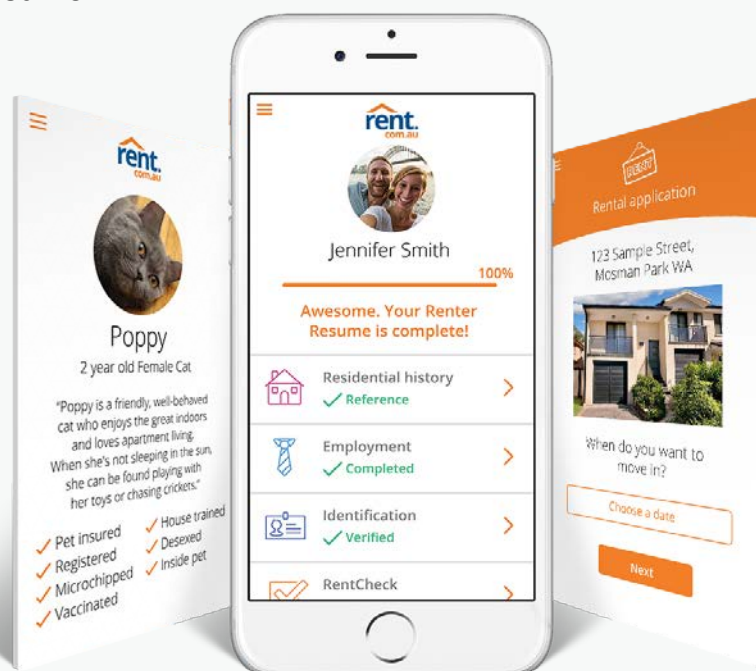 rent.
com.au
Poppy
2 year old Female Cat
"Poppy is a friendly, well-behaved
cat who enjoys the great indoors
and loves apartment living.
When she's not sleeping in the sun,
she can be found playing with
her toys or chasing crickets."
Pet insured
Registered
Microchipped
Vaccinated
House trained
Desexed
Inside pet
rent.
com.au
Jennifer Smith
100%
Awesome. Your Renter
Resume is complete!
Residential history
Reference
Employment
Completed
Identification
Verified
RentCheck
RENT
Rental application
123 Sample Street,
Mosman Park WA
When do you want to
move in?
Choose a date
Next